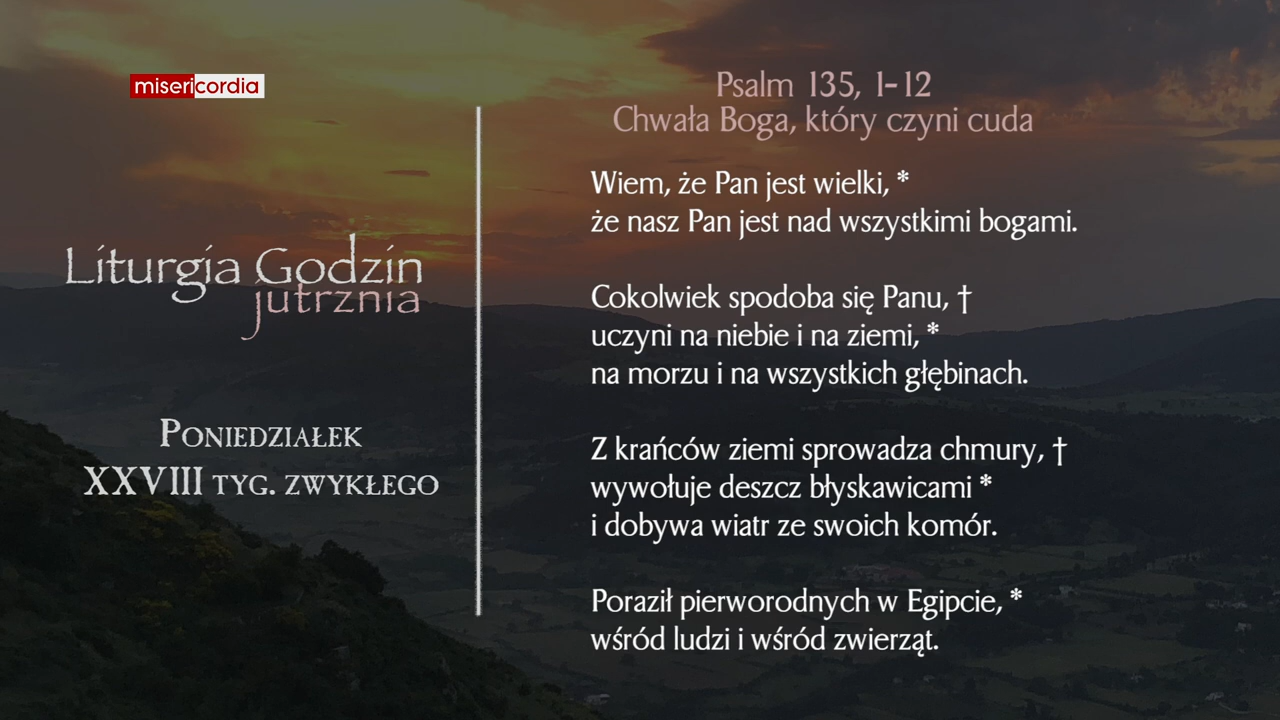 misericordia
Liturgia Godzin
jutrznia
Poniedziałek
XXVIII tyg. zwykłego
Psalm 135, 1-12
Chwała Boga, który czyni cuda
Wiem, że Pan jest wielki, *
że nasz Pan jest nad wszystkimi bogami.
Cokolwiek spodoba się Panu, †
uczyni na niebie i na ziemi, *
na morzu i na wszystkich głębinach.
Z krańców ziemi sprowadza chmury, †
wywołuje deszcz błyskawicami *
i dobywa wiatr ze swoich komór.
Poraził pierworodnych w Egipcie, *
wśród ludzi i wśród zwierząt.